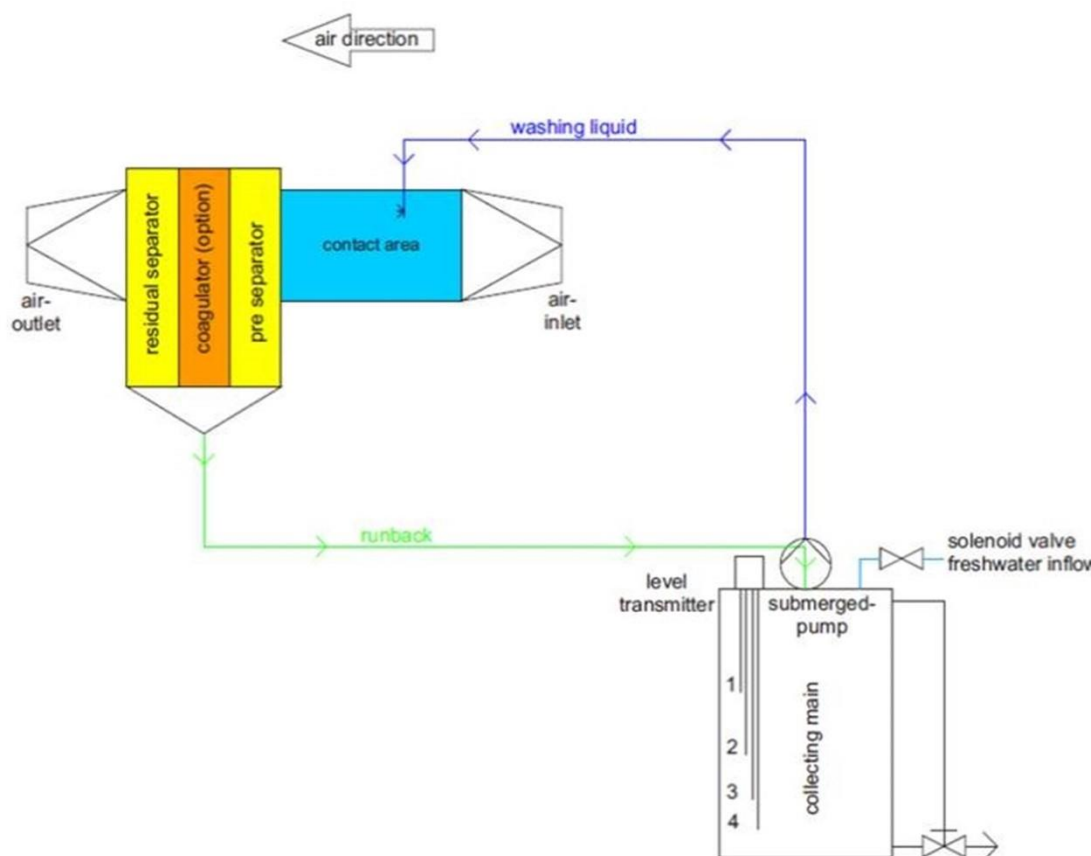 air direction
washing liquid
residual separator
coagulator (option)
pre separator
contact area
air-
outlet
air-
inlet
runback
solenoid valve
freshwater inflow
level
transmitter
submerged-
pump
collecting main
1
2
3
4